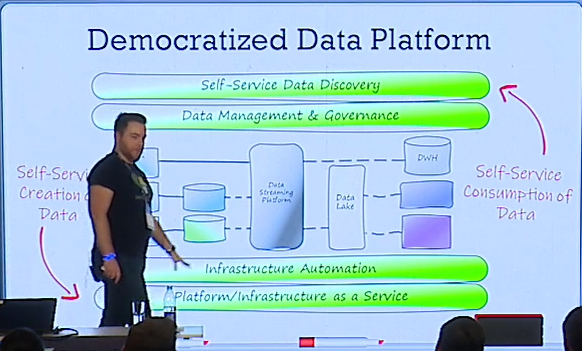 Democratized Data Platform
Self-Service Data Discovery
Data Management & Governance
Self-Service
Creation of
Data
Data
Streaming
Platform
Data
Lake
DWH
Self-Service
Consumption of
Data
Infrastructure Automation
Platform/Infrastructure as a Service